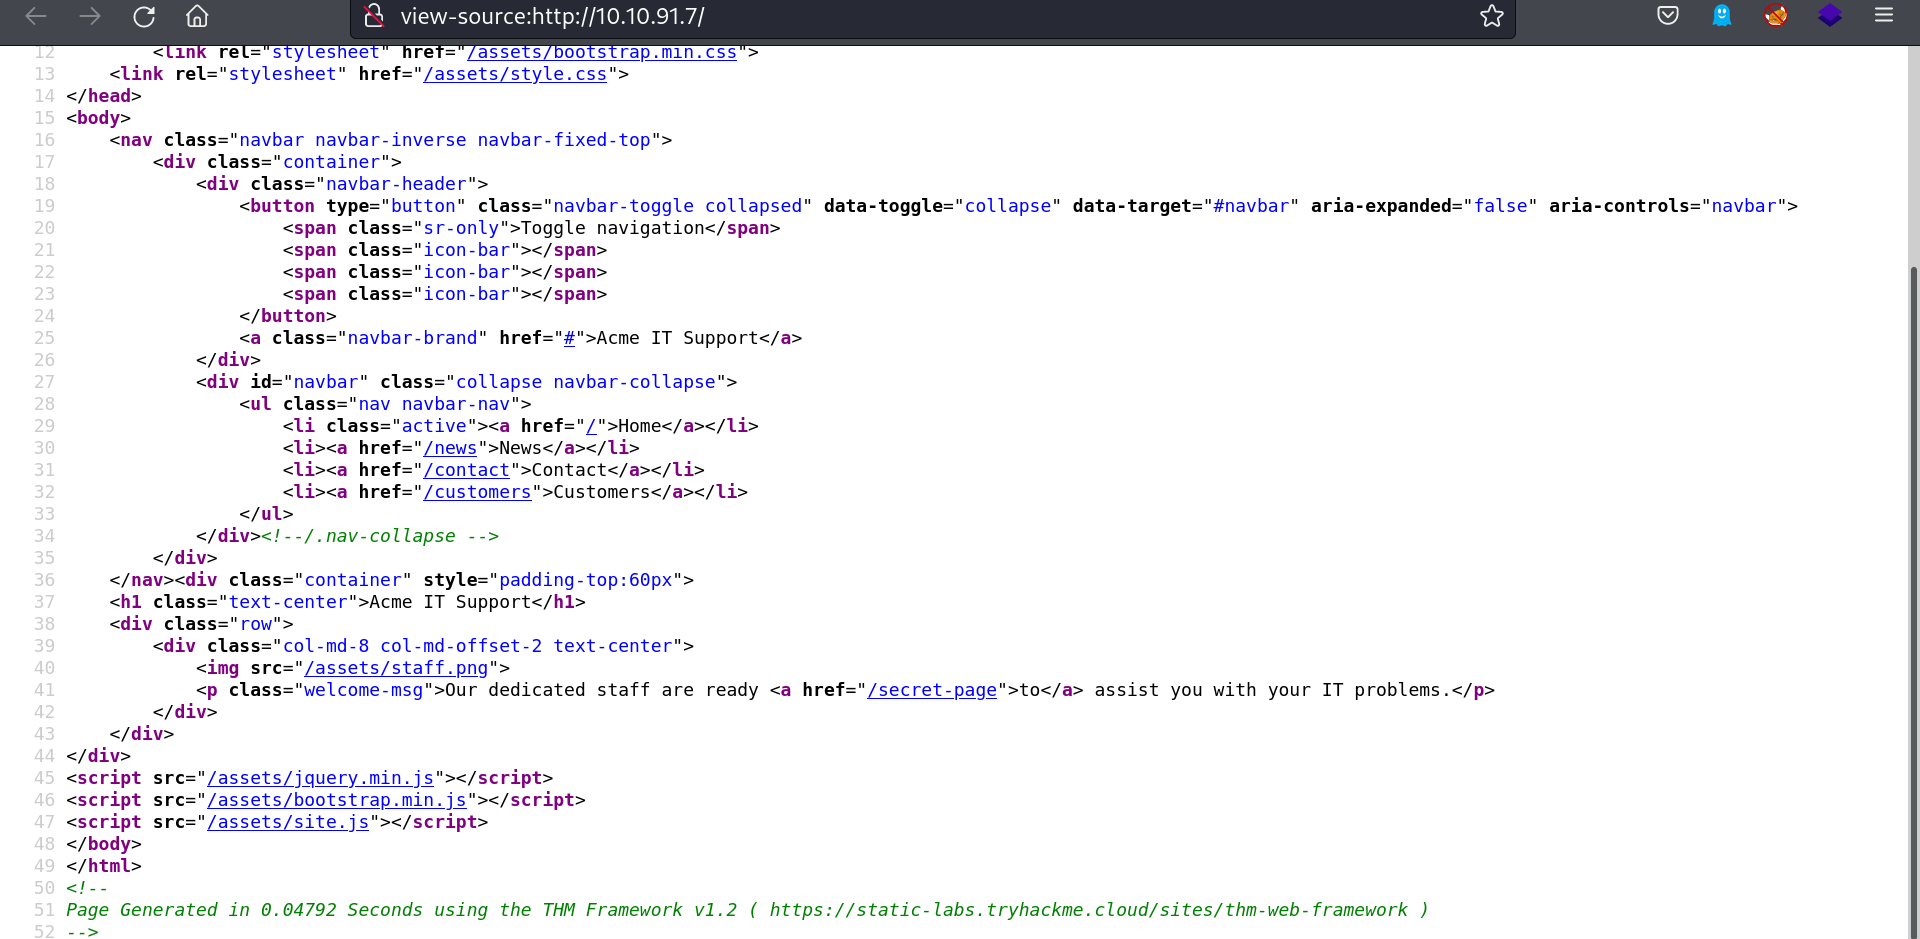 view-source:http://10.10.91.7/
12         <link rel="stylesheet" href="/assets/bootstrap.min.css">
13     <link rel="stylesheet" href="/assets/style.css">
14 </head>
15 <body>
16     <nav class="navbar navbar-inverse navbar-fixed-top">
17         <div class="container">
18             <div class="navbar-header">
19                 <button type="button" class="navbar-toggle collapsed" data-toggle="collapse" data-target="#navbar" aria-expanded="false" aria-controls="navbar">
20                     <span class="sr-only">Toggle navigation</span>
21                     <span class="icon-bar"></span>
22                     <span class="icon-bar"></span>
23                     <span class="icon-bar"></span>
24                 </button>
25                 <a class="navbar-brand" href="#">Acme IT Support</a>
26             </div>
27             <div id="navbar" class="collapse navbar-collapse">
28                 <ul class="nav navbar-nav">
29                     <li class="active"><a href="/">Home</a></li>
30                     <li><a href="/news">News</a></li>
31                     <li><a href="/contact">Contact</a></li>
32                     <li><a href="/customers">Customers</a></li>
33                 </ul>
34             </div><!--/.nav-collapse -->
35         </div>
36     </nav><div class="container" style="padding-top:60px">
37     <h1 class="text-center">Acme IT Support</h1>
38     <div class="row">
39         <div class="col-md-8 col-md-offset-2 text-center">
40             <img src="/assets/staff.png">
41             <p class="welcome-msg">Our dedicated staff are ready <a href="/secret-page">to</a> assist you with your IT problems.</p>
42         </div>
43     </div>
44 </div>
45 <script src="/assets/jquery.min.js"></script>
46 <script src="/assets/bootstrap.min.js"></script>
47 <script src="/assets/site.js"></script>
48 </body>
49 </html>
50 <!--
51 Page Generated in 0.04792 Seconds using the THM Framework v1.2 ( https://static-labs.tryhackme.cloud/sites/thm-web-framework )
52 -->